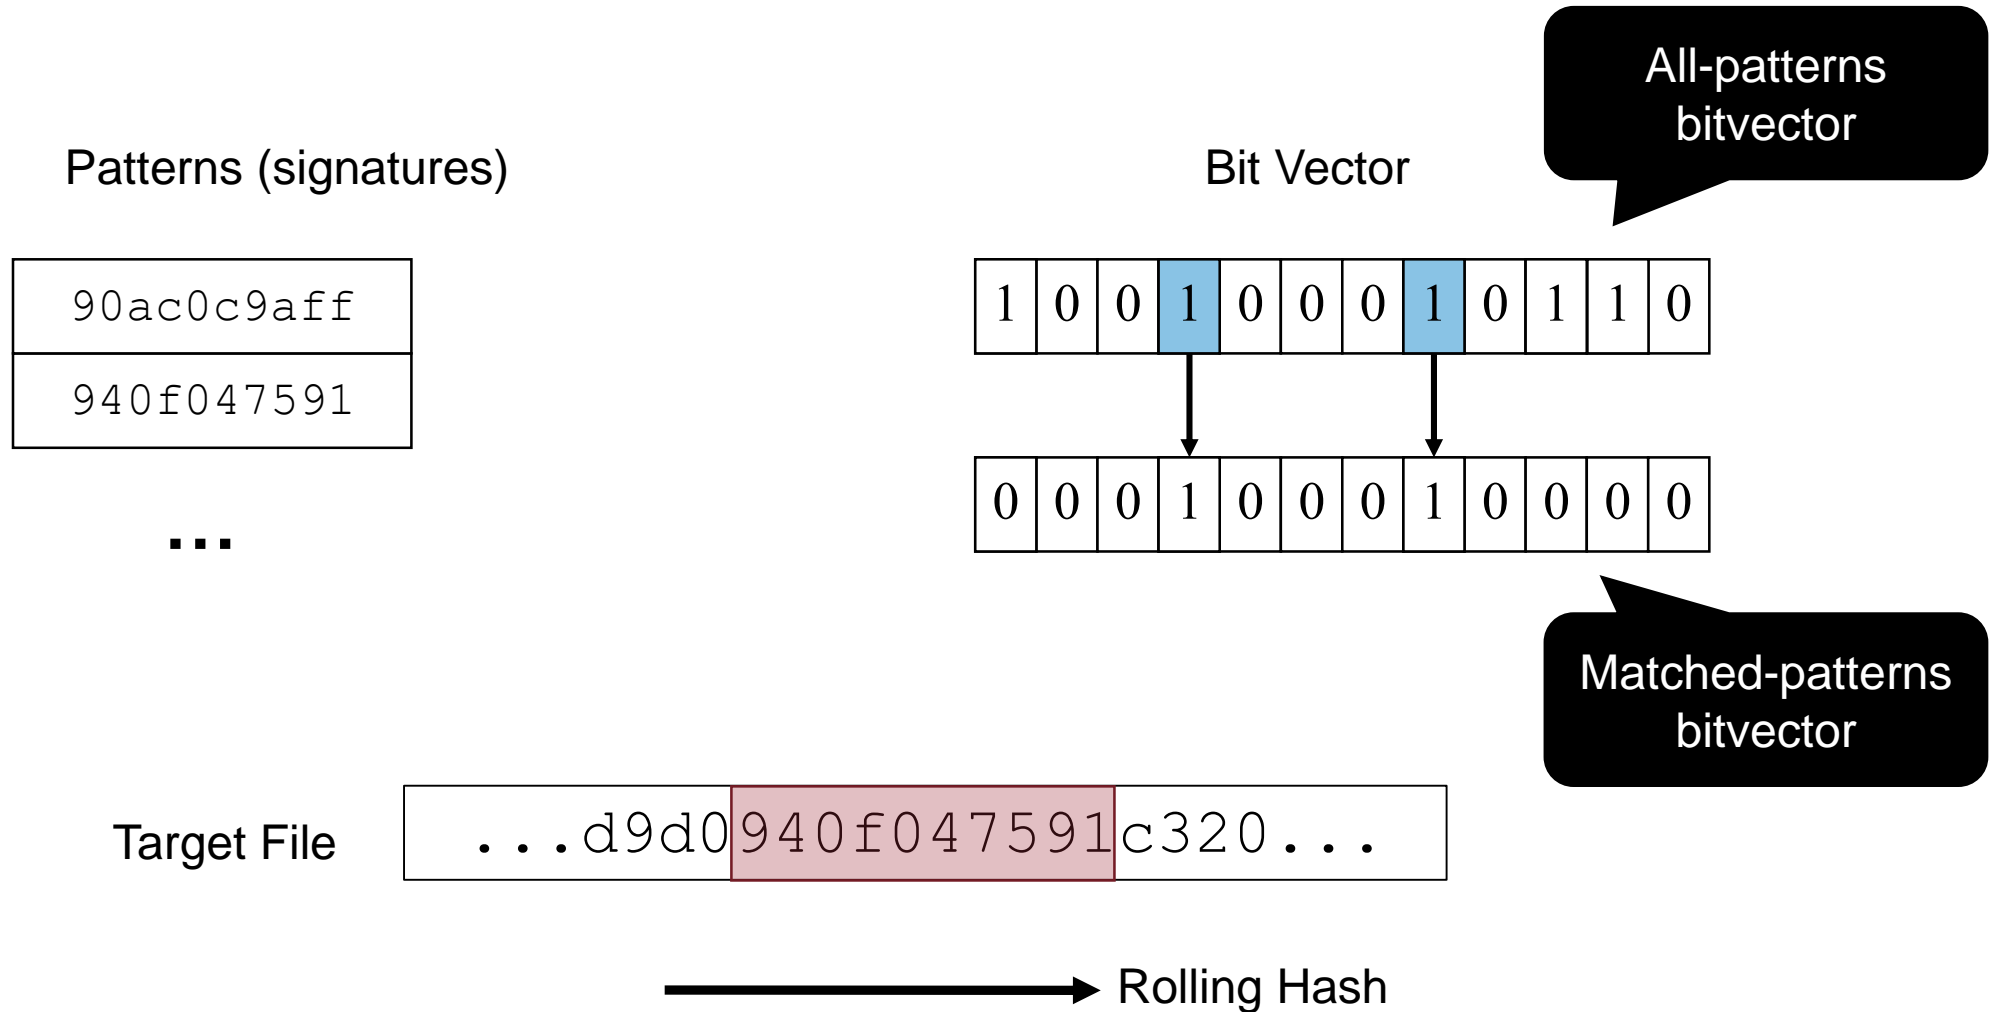 All-patterns
bitvector
Patterns (signatures)
Bit Vector
90ac0c9aff
940f047591
...
1 0 0 1 0 0 0 1 0 1 1 0
0 0 0 1 0 0 0 1 0 0 0 0
Matched-patterns
bitvector
Target File
...d9d0940f047591c320...
Rolling Hash